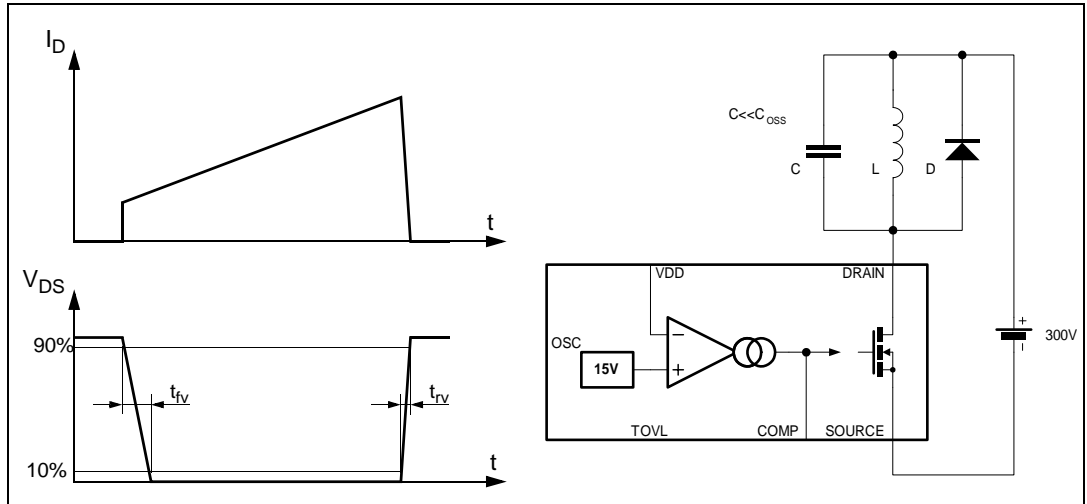 I_D
t
V_DS
90%
t_fv
t_rv
10%
t
C<<C_OSS
C
L
D
VDD
DRAIN
OSC
15V
−
+
TOVL
COMP
SOURCE
+
−
300V